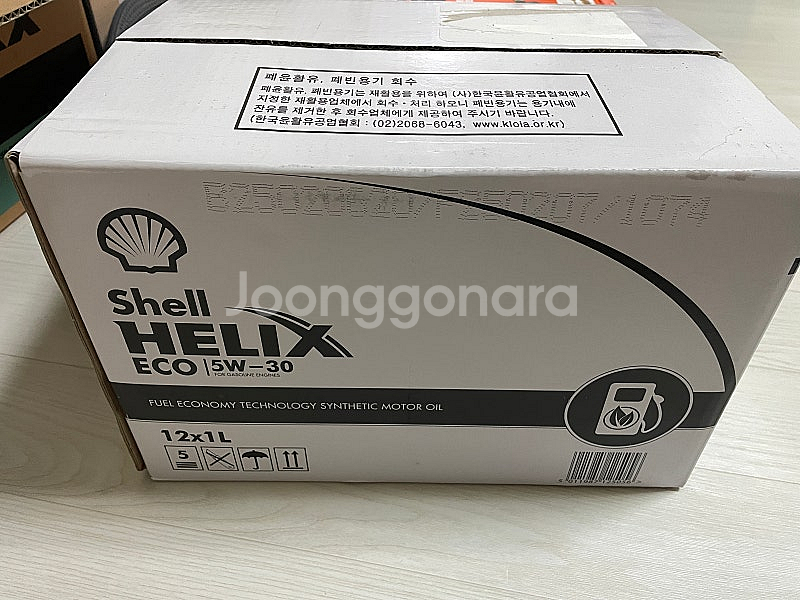 폐윤활유, 폐빈용기 회수
폐윤활유, 폐빈용기는 재활용을 위하여 (사)한국윤활유공업협회에서
지정한 재활용업체에서 회수·처리 하오니 폐빈용기는 용기내에
잔유를 제거한 후 회수업체에게 제공하여 주시기 바랍니다.
(한국윤활유공업협회 : (02)2068-6043, www.kloia.or.kr)
Joonggonara
Shell
HELIX
ECO 5W-30
FOR GASOLINE ENGINES
FUEL ECONOMY TECHNOLOGY SYNTHETIC MOTOR OIL
12x1L
5